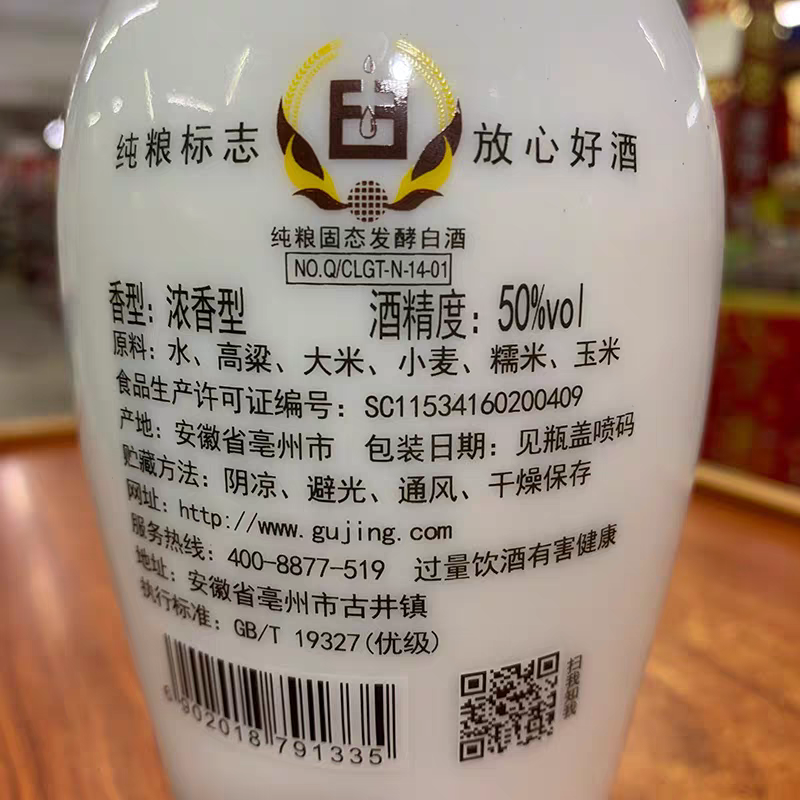 纯粮标志 放心好酒
纯粮固态发酵白酒
NO.Q/CLGT-N-14-01
香型：浓香型 酒精度：50%vol
原料：水、高粱、大米、小麦、糯米、玉米
食品生产许可证编号：SC11534160200409
产地：安徽省亳州市 包装日期：见瓶盖喷码
贮藏方法：阴凉、避光、通风、干燥保存
网址：http://www.gujing.com
服务热线：400-8877-519 过量饮酒有害健康
地址：安徽省亳州市古井镇
执行标准：GB/T 19327(优级)
6902018791335
扫我知我